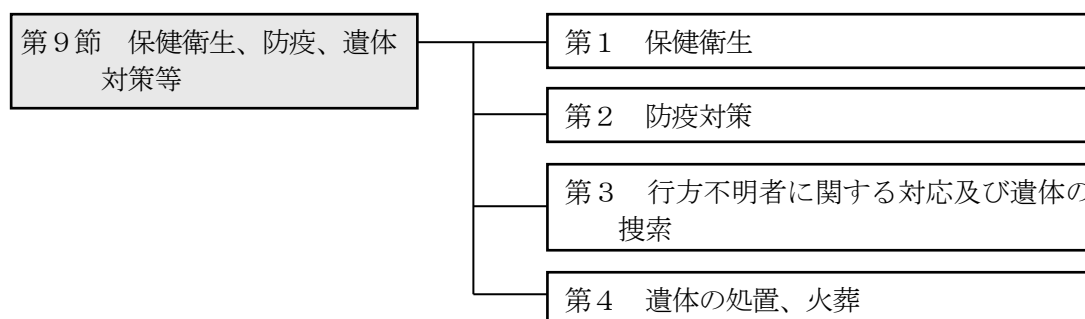 第９節　保健衛生、防疫、遺体
対策等
第１　保健衛生
第２　防疫対策
第３　行方不明者に関する対応及び遺体の
捜索
第４　遺体の処置、火葬